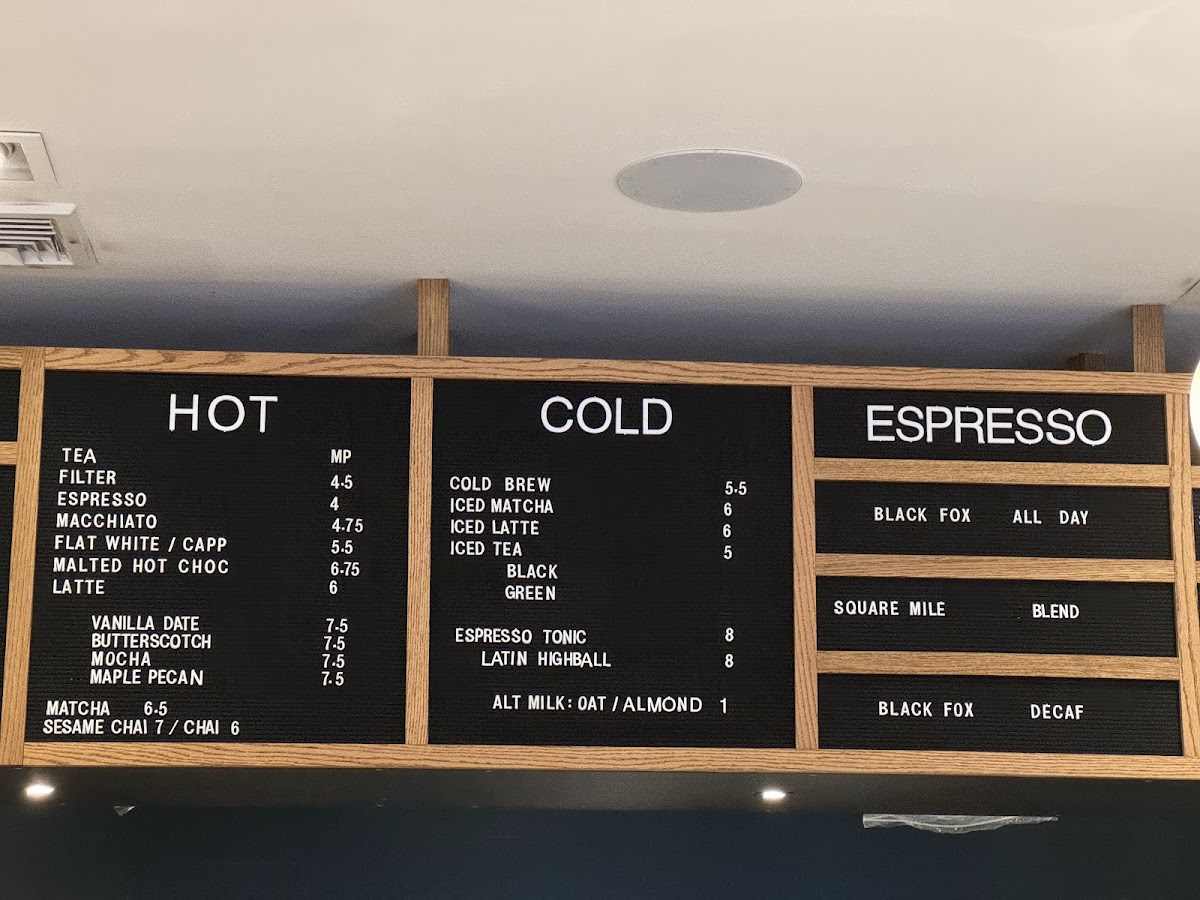 HOT
TEA MP
FILTER 4.5
ESPRESSO 4
MACCHIATO 4.75
FLAT WHITE / CAPP 5.5
MALTED HOT CHOC 6.75
LATTE 6
VANILLA DATE 7.5
BUTTERSCOTCH 7.5
MOCHA 7.5
MAPLE PECAN 7.5
MATCHA 6.5
SESAME CHAI 7 / CHAI 6
COLD
COLD BREW 5.5
ICED MATCHA 6
ICED LATTE 6
ICED TEA 5
BLACK
GREEN
ESPRESSO TONIC 8
LATIN HIGHBALL 8
ALT MILK: OAT / ALMOND 1
ESPRESSO
BLACK FOX ALL DAY
SQUARE MILE BLEND
BLACK FOX DECAF